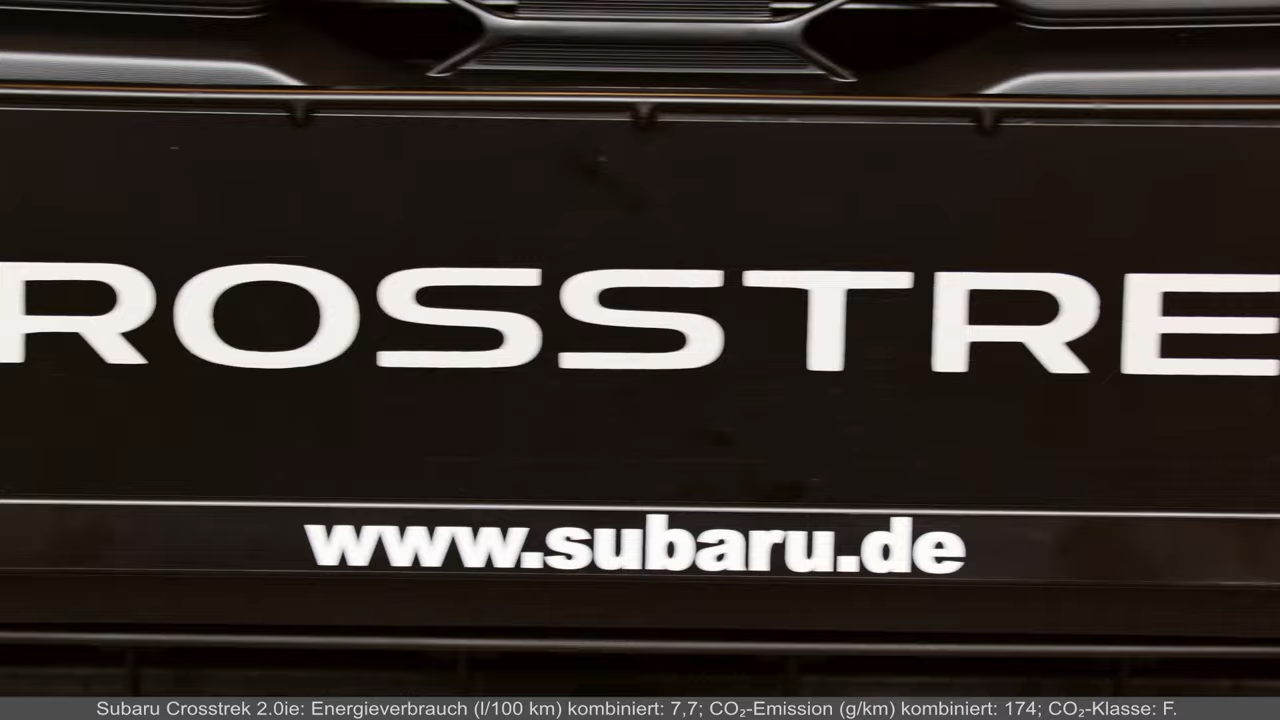 ROSSTRE
www.subaru.de
Subaru Crosstrek 2.0ie: Energieverbrauch (l/100 km) kombiniert: 7,7; CO₂-Emission (g/km) kombiniert: 174; CO₂-Klasse: F.